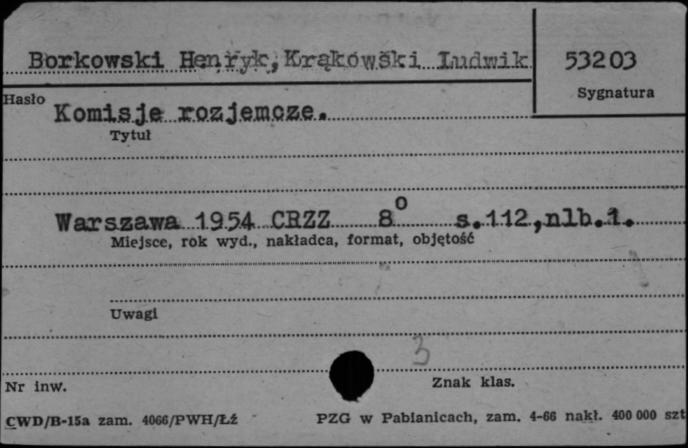 Borkowski Henryk, Krąkowski Ludwik
53203
Hasło
Sygnatura
Komisje rozjemcze.
Tytuł
Warszawa 1954 CRZZ 8° s.112,nlb.1.
Miejsce, rok wyd., nakładca, format, objętość
Uwagi
3
Nr inw.
Znak klas.
CWD/B-15a zam. 4066/PWH/Łź PZG w Pabianicach, zam. 4-66 nakł. 400 000 szt